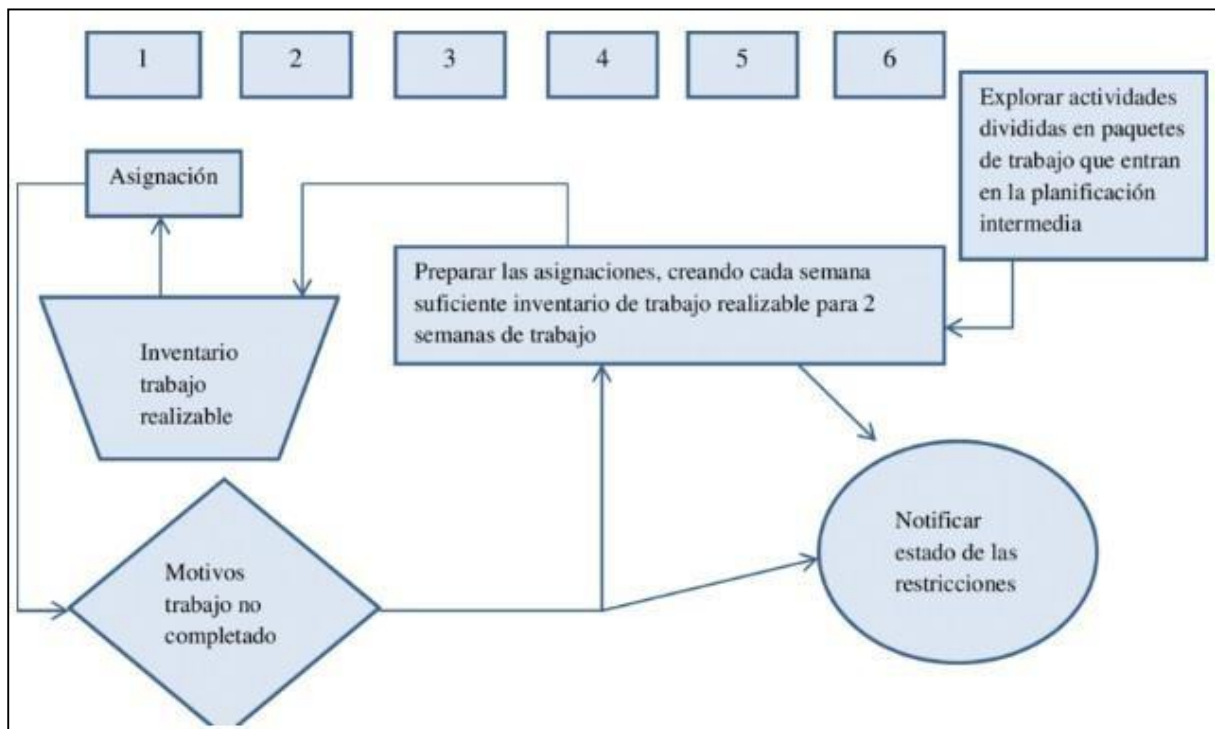 1
2
3
4
5
6
Explorar actividades
divididas en paquetes
de trabajo que entran
en la planificación
intermedia
Asignación
Preparar las asignaciones, creando cada semana
suficiente inventario de trabajo realizable para 2
semanas de trabajo
Inventario
trabajo
realizable
Motivos
trabajo no
completado
Notificar
estado de las
restricciones